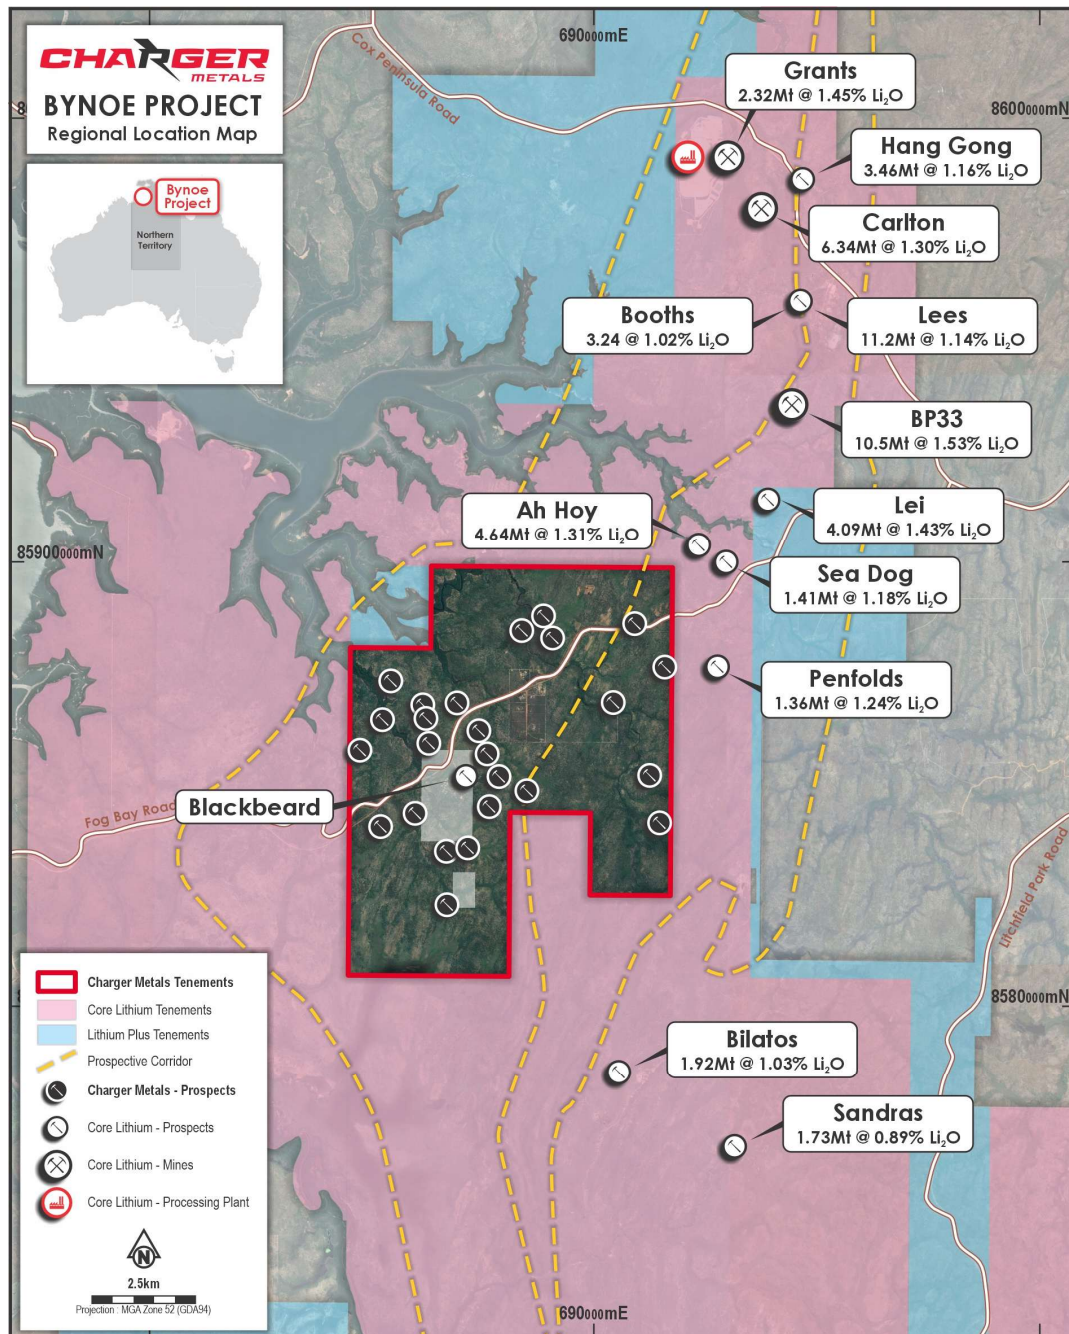 CHARGER
METALS
BYNOE PROJECT
Regional Location Map
Bynoe
Project
Northern
Territory
690000mE
8600000mN
Cox Peninsula Road
Grants
2.32Mt @ 1.45% Li₂O
Hang Gong
3.46Mt @ 1.16% Li₂O
Carlton
6.34Mt @ 1.30% Li₂O
Booths
3.24 @ 1.02% Li₂O
Lees
11.2Mt @ 1.14% Li₂O
BP33
10.5Mt @ 1.53% Li₂O
Ah Hoy
4.64Mt @ 1.31% Li₂O
Lei
4.09Mt @ 1.43% Li₂O
85900000mN
Sea Dog
1.41Mt @ 1.18% Li₂O
Penfolds
1.36Mt @ 1.24% Li₂O
Blackbeard
Fog Bay Road
Litchfield Park Road
8580000mN
Bilatos
1.92Mt @ 1.03% Li₂O
Sandras
1.73Mt @ 0.89% Li₂O
Charger Metals Tenements
Core Lithium Tenements
Lithium Plus Tenements
Prospective Corridor
Charger Metals - Prospects
Core Lithium - Prospects
Core Lithium - Mines
Core Lithium - Processing Plant
N
2.5km
Projection : MGA Zone 52 (GDA94)
690000mE